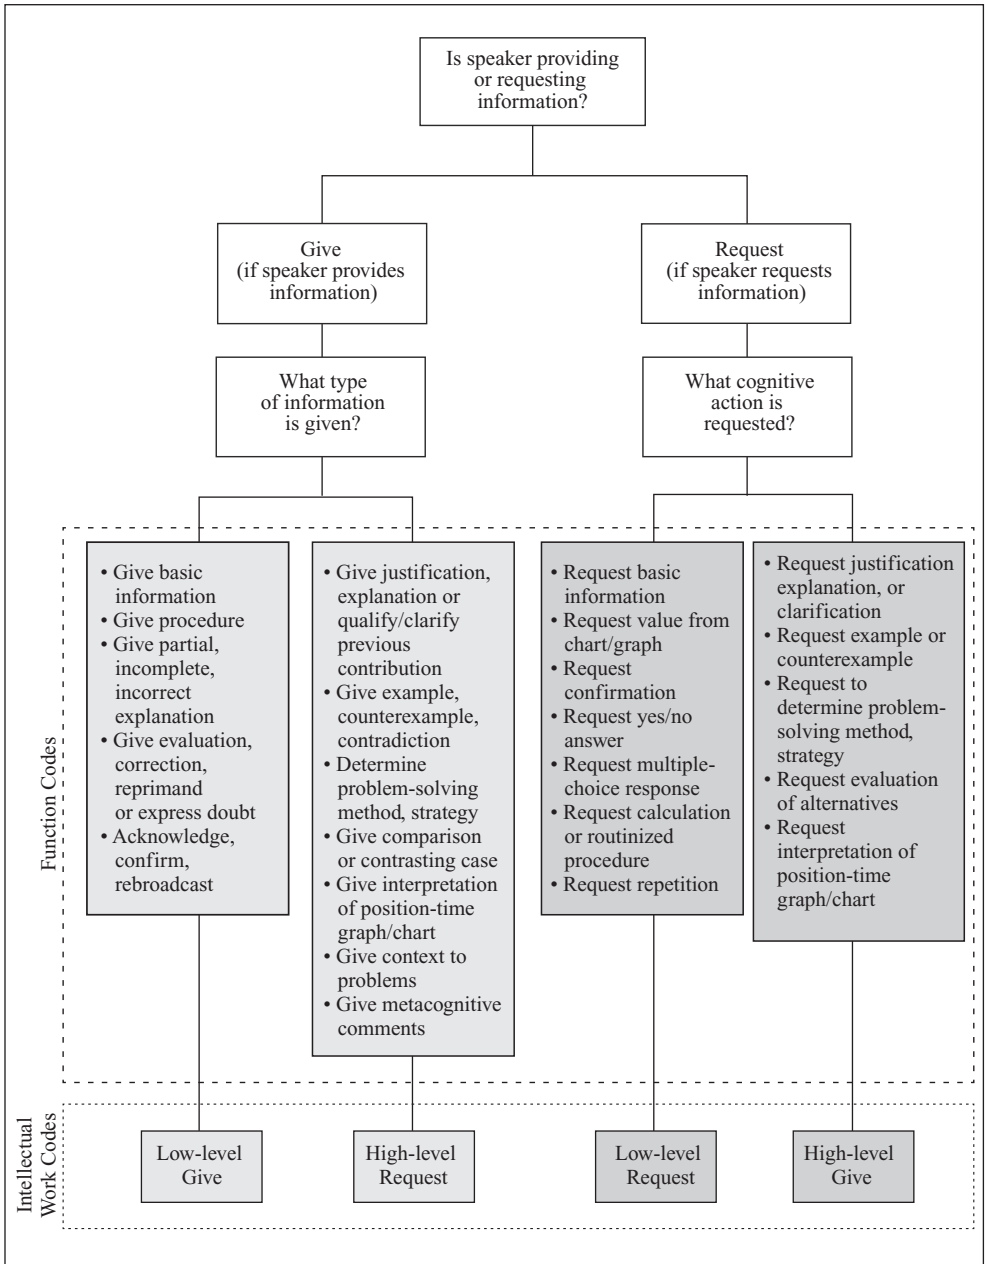 Is speaker providing
or requesting
information?
Give
(if speaker provides
information)
Request
(if speaker requests
information)
What type
of information
is given?
What cognitive
action is
requested?
Function Codes
• Give basic
information
• Give procedure
• Give partial,
incomplete,
incorrect
explanation
• Give evaluation,
correction,
reprimand
or express doubt
• Acknowledge,
confirm,
rebroadcast
• Give justification,
explanation or
qualify/clarify
previous
contribution
• Give example,
counterexample,
contradiction
• Determine
problem-solving
method, strategy
• Give comparison
or contrasting case
• Give interpretation
of position-time
graph/chart
• Give context to
problems
• Give metacognitive
comments
• Request basic
information
• Request value from
chart/graph
• Request
confirmation
• Request yes/no
answer
• Request multiple-
choice response
• Request calculation
or routinized
procedure
• Request repetition
• Request justification
explanation, or
clarification
• Request example or
counterexample
• Request to
determine problem-
solving method,
strategy
• Request evaluation
of alternatives
• Request
interpretation of
position-time
graph/chart
Intellectual
Work Codes
Low-level
Give
High-level
Request
Low-level
Request
High-level
Give